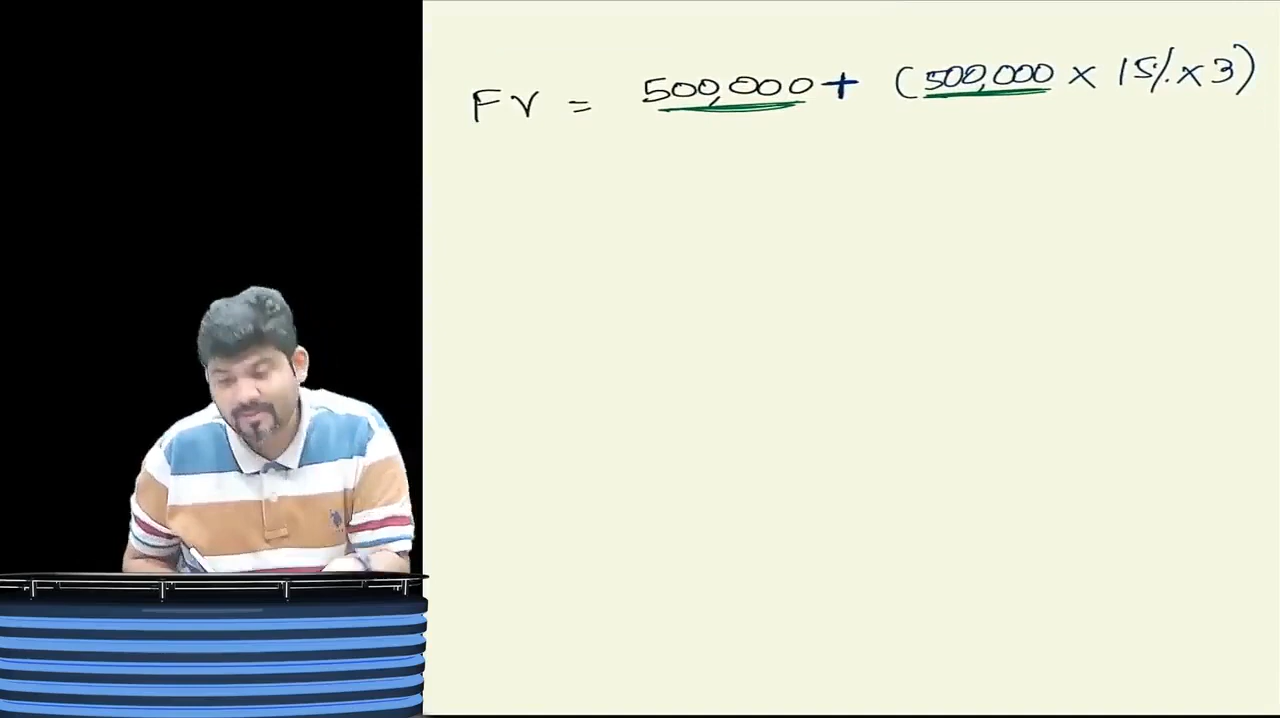 FV = 500,000 + (500,000 × 15% × 3)